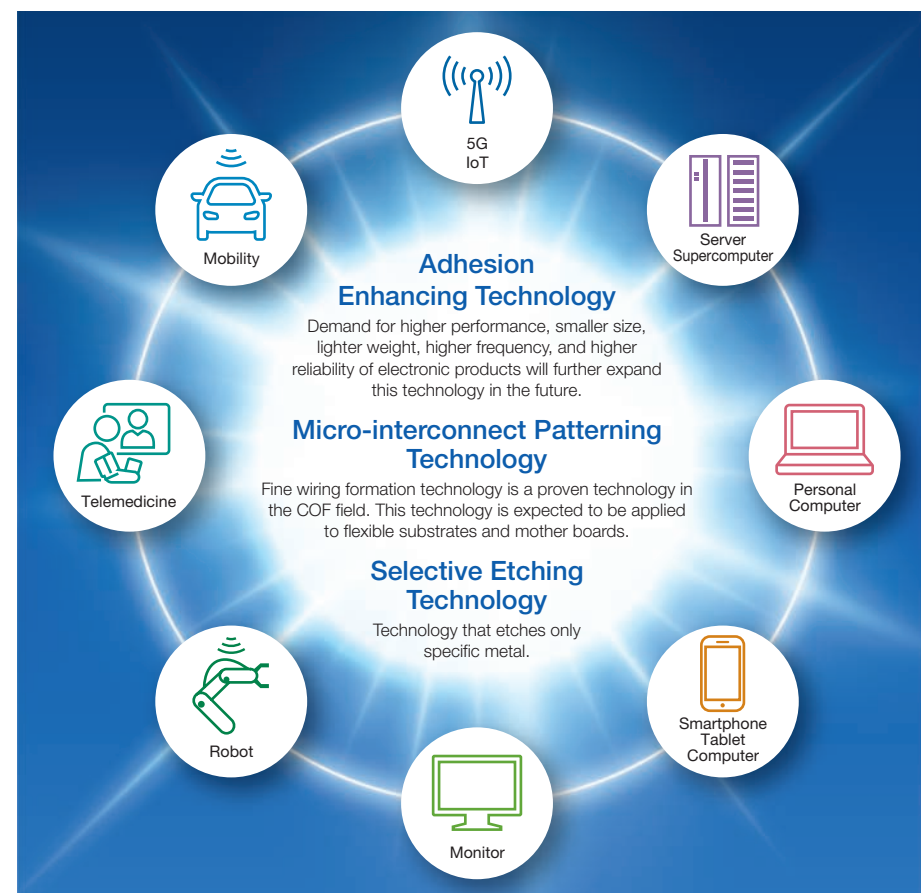 5G
IoT
Mobility
Server
Supercomputer
Adhesion
Enhancing Technology
Demand for higher performance, smaller size,
lighter weight, higher frequency, and higher
reliability of electronic products will further expand
this technology in the future.
Telemedicine
Micro-interconnect Patterning
Technology
Fine wiring formation technology is a proven technology in
the COF field. This technology is expected to be applied
to flexible substrates and mother boards.
Personal
Computer
Selective Etching
Technology
Technology that etches only
specific metal.
Robot
Smartphone
Tablet
Computer
Monitor